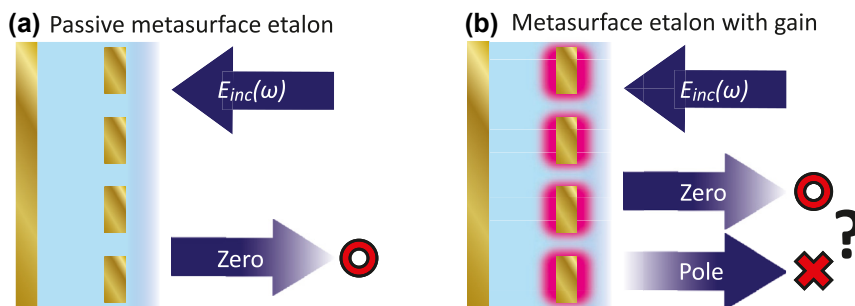 (a) Passive metasurface etalon
E_inc(ω)
Zero
(b) Metasurface etalon with gain
E_inc(ω)
Zero
Pole
?